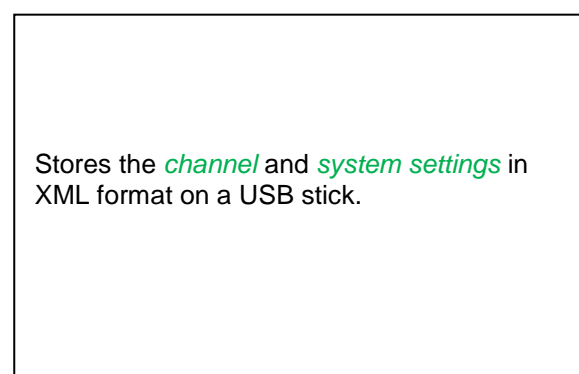 Stores the channel and system settings in
XML format on a USB stick.